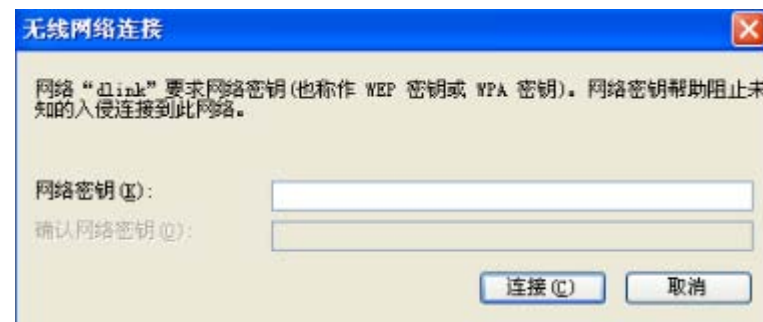 无线网络连接
网络“dlink”要求网络密钥(也称作 WEP 密钥或 WPA 密钥)。网络密钥帮助阻止未
知的入侵连接到此网络。
网络密钥(K):
确认网络密钥(O):
连接(C) 取消